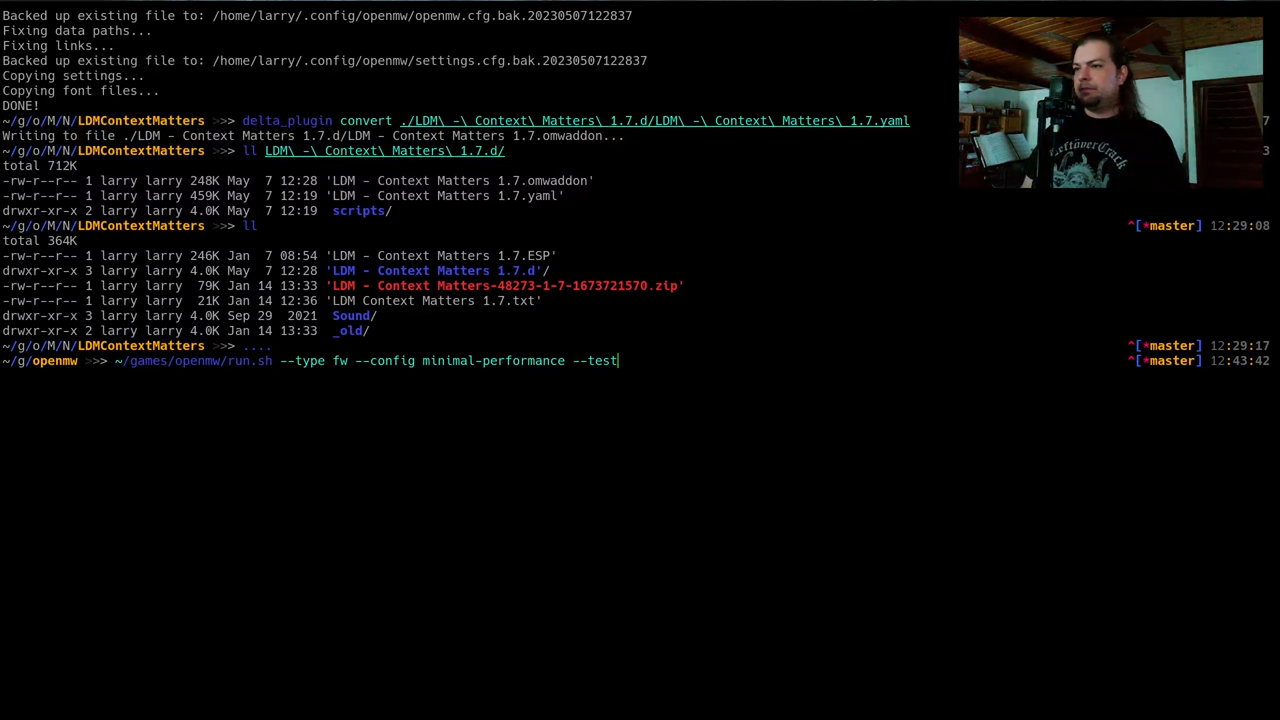 Backed up existing file to: /home/larry/.config/openmw/openmw.cfg.bak.20230507122837
Fixing data paths...
Fixing links...
Backed up existing file to: /home/larry/.config/openmw/settings.cfg.bak.20230507122837
Copying settings...
Copying font files...
DONE!
~/g/o/M/N/LDMContextMatters >>> delta_plugin convert ./LDM\ -\ Context\ Matters\ 1.7.d/LDM\ -\ Context\ Matters\ 1.7.yaml 7
Writing to file ./LDM - Context Matters 1.7.d/LDM - Context Matters 1.7.omwaddon...
~/g/o/M/N/LDMContextMatters >>> ll LDM\ -\ Context\ Matters\ 1.7.d/ 3
total 712K
-rw-r--r-- 1 larry larry 248K May  7 12:28 'LDM - Context Matters 1.7.omwaddon'
-rw-r--r-- 1 larry larry 459K May  7 12:19 'LDM - Context Matters 1.7.yaml'
drwxr-xr-x 2 larry larry 4.0K May  7 12:19  scripts/
~/g/o/M/N/LDMContextMatters >>> ll ^[*master] 12:29:08
total 364K
-rw-r--r-- 1 larry larry 246K Jan  7 08:54 'LDM - Context Matters 1.7.ESP'
drwxr-xr-x 3 larry larry 4.0K May  7 12:28 'LDM - Context Matters 1.7.d'/
-rw-r--r-- 1 larry larry  79K Jan 14 13:33 'LDM - Context Matters-48273-1-7-1673721570.zip'
-rw-r--r-- 1 larry larry  21K Jan 14 12:36 'LDM Context Matters 1.7.txt'
drwxr-xr-x 3 larry larry 4.0K Sep 29  2021  Sound/
drwxr-xr-x 2 larry larry 4.0K Jan 14 13:33  _old/
~/g/o/M/N/LDMContextMatters >>> .... ^[*master] 12:29:17
~/g/openmw >>> ~/games/openmw/run.sh --type fw --config minimal-performance --test ^[*master] 12:43:42
LeftöverCrack